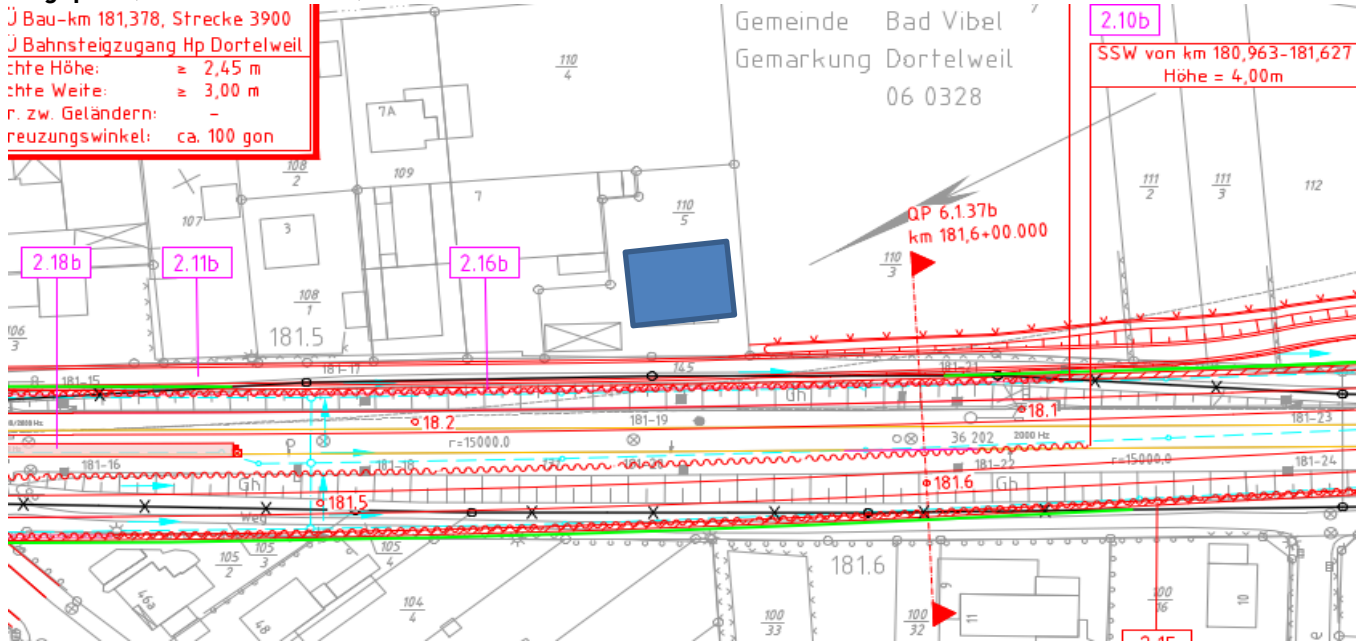 Ü Bau-km 181,378, Strecke 3900
Ü Bahnsteigzugang Hp Dortelweil
chte Höhe: ≥ 2,45 m
chte Weite: ≥ 3,00 m
r. zw. Geländern: -
reuzungswinkel: ca. 100 gon
Gemeinde Bad Vibel
Gemarkung Dortelweil
06 0328
2.10b
SSW von km 180,963-181,627
Höhe = 4,00m
110
4
7A
108
2
109
7
107
3
110
5
111
2
111
3
112
QP 6.1.37b
km 181,6+00.000
110
3
2.18b
2.11b
2.16b
108
1
106
3
181.5
181-15
181-17
145
181-21
Gh
18.2
18.1
181-19
181-23
r=15000.0
36 202
2000 Hz
r=15000.0
181-16
181-18
181-22
181-24
Gh
181.5
181.6
Gh
Weg
105
2
105
3
105
4
46a
48
104
4
181.6
100
33
100
32
9
11
100
16
10
2.15